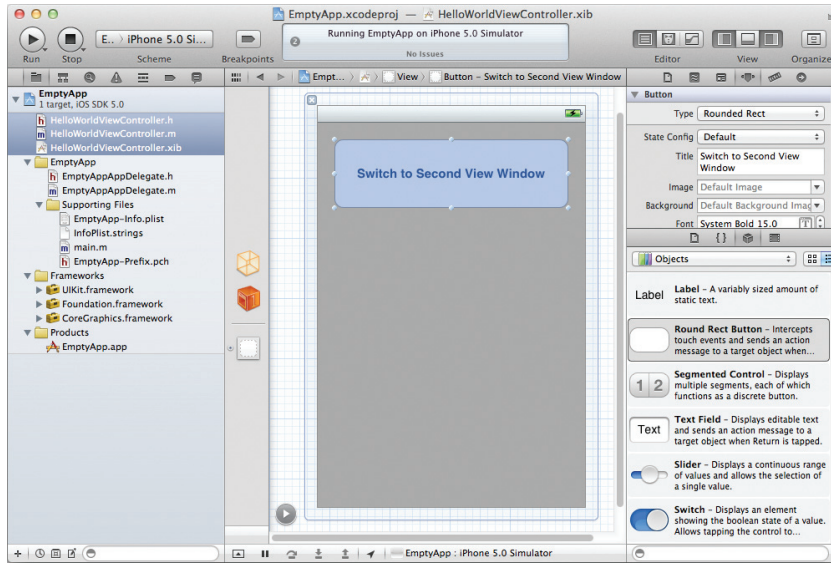 EmptyApp.xcodeproj — HelloWorldViewController.xib
E.. iPhone 5.0 Si...
Running EmptyApp on iPhone 5.0 Simulator
2
No Issues
Run Stop Scheme Breakpoints Editor View Organize
Empt... View Button – Switch to Second View Window
EmptyApp
1 target, iOS SDK 5.0
h HelloWorldViewController.h
m HelloWorldViewController.m
HelloWorldViewController.xib
EmptyApp
h EmptyAppAppDelegate.h
m EmptyAppAppDelegate.m
Supporting Files
EmptyApp-Info.plist
InfoPlist.strings
m main.m
h EmptyApp-Prefix.pch
Frameworks
UIKit.framework
Foundation.framework
CoreGraphics.framework
Products
EmptyApp.app
Switch to Second View Window
EmptyApp : iPhone 5.0 Simulator
Button
Type Rounded Rect
State Config Default
Title Switch to Second View
Window
Image Default Image
Background Default Background Imag
Font System Bold 15.0 T
{}
Objects
Label
Label – A variably sized amount of
static text.
Round Rect Button – Intercepts
touch events and sends an action
message to a target object when...
1 2
Segmented Control – Displays
multiple segments, each of which
functions as a discrete button.
Text
Text Field – Displays editable text
and sends an action message to a
target object when Return is tapped.
Slider – Displays a continuous range
of values and allows the selection of
a single value.
Switch – Displays an element
showing the boolean state of a value.
Allows tapping the control to...